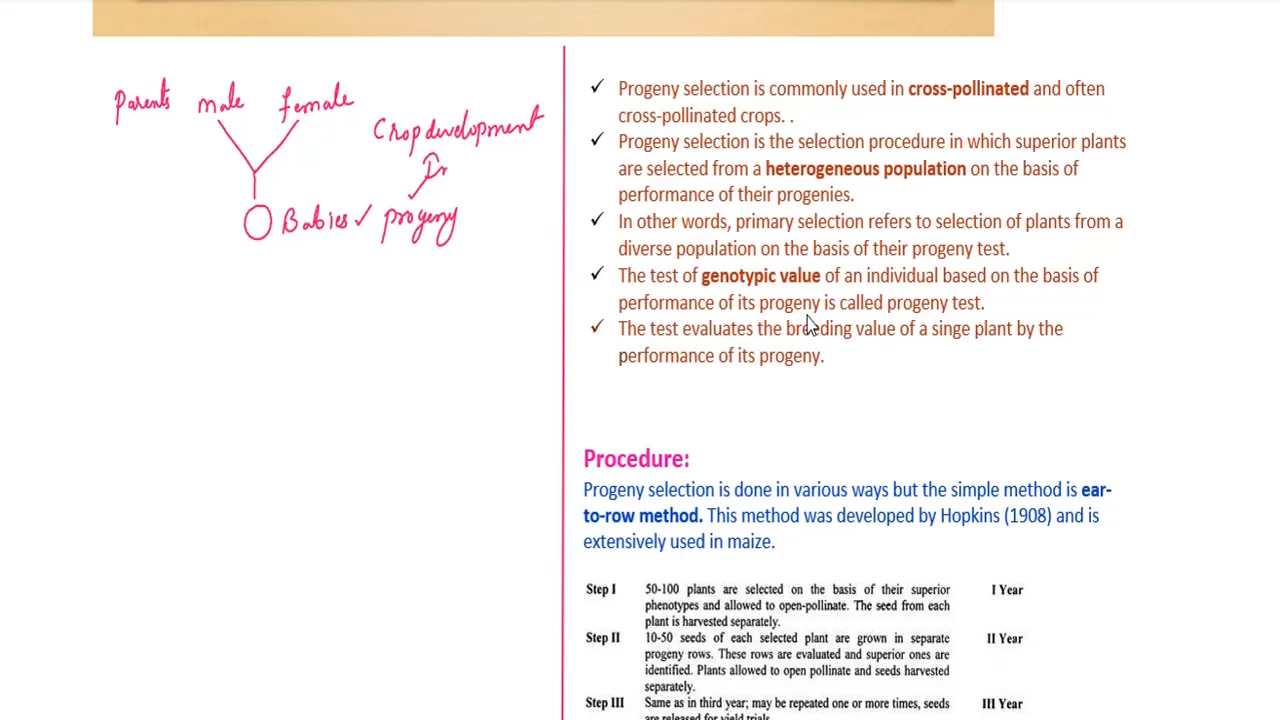 Parents male female
Crop development
In
Babies ✓ progeny
✓ Progeny selection is commonly used in cross-pollinated and often
cross-pollinated crops. .
✓ Progeny selection is the selection procedure in which superior plants
are selected from a heterogeneous population on the basis of
performance of their progenies.
✓ In other words, primary selection refers to selection of plants from a
diverse population on the basis of their progeny test.
✓ The test of genotypic value of an individual based on the basis of
performance of its progeny is called progeny test.
✓ The test evaluates the breeding value of a singe plant by the
performance of its progeny.
Procedure:
Progeny selection is done in various ways but the simple method is ear-
to-row method. This method was developed by Hopkins (1908) and is
extensively used in maize.
Step I 50-100 plants are selected on the basis of their superior I Year
phenotypes and allowed to open-pollinate. The seed from each
plant is harvested separately.
Step II 10-50 seeds of each selected plant are grown in separate II Year
progeny rows. These rows are evaluated and superior ones are
identified. Plants allowed to open pollinate and seeds harvested
separately.
Step III Same as in third year; may be repeated one or more times, seeds III Year
are released for yield trials